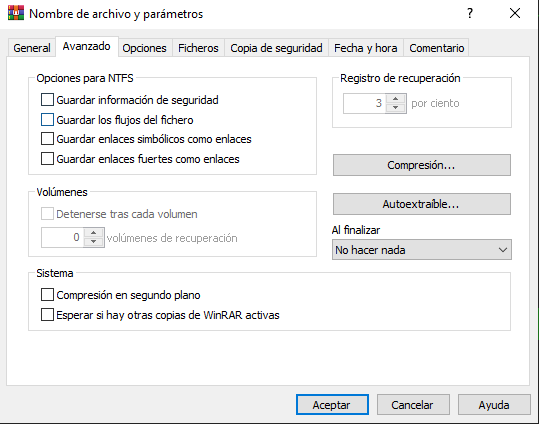 Nombre de archivo y parámetros
General Avanzado Opciones Ficheros Copia de seguridad Fecha y hora Comentario
Opciones para NTFS
Guardar información de seguridad
Guardar los flujos del fichero
Guardar enlaces simbólicos como enlaces
Guardar enlaces fuertes como enlaces
Registro de recuperación
3 por ciento
Compresión...
Volúmenes
Detenerse tras cada volumen
0 volúmenes de recuperación
Autoextraíble...
Al finalizar
No hacer nada
Sistema
Compresión en segundo plano
Esperar si hay otras copias de WinRAR activas
Aceptar Cancelar Ayuda